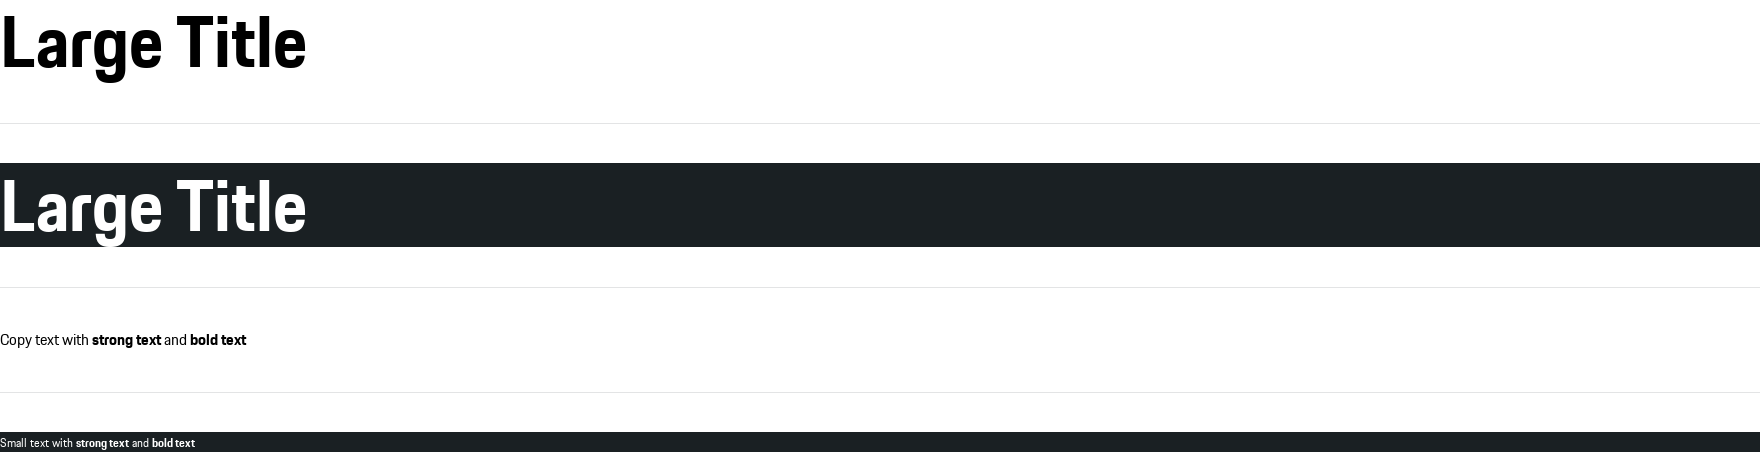 Large Title
Large Title
Copy text with strong text and bold text
Small text with strong text and bold text